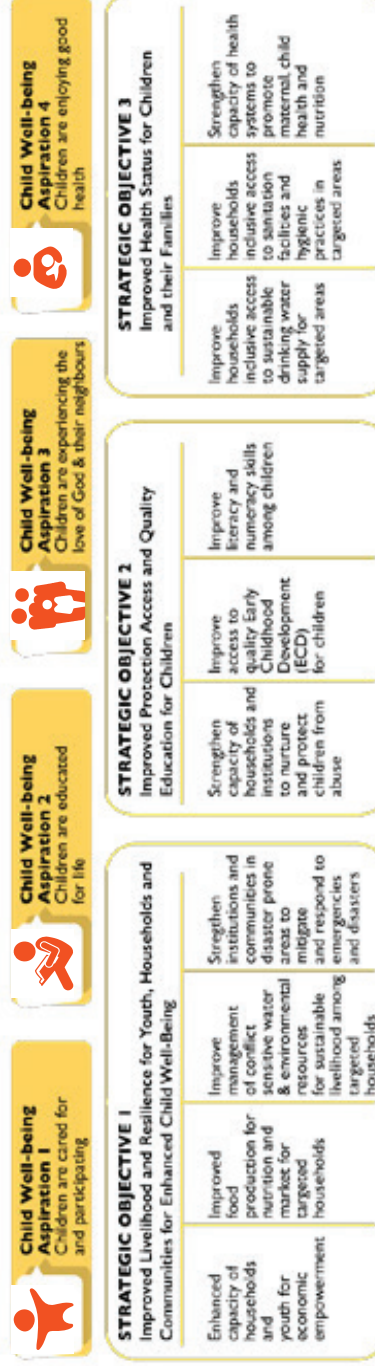 Child Well-being
Aspiration 1
Children are cared for
and participating
Child Well-being
Aspiration 2
Children are educated
for life
Child Well-being
Aspiration 3
Children are experiencing the
love of God & their neighbours
Child Well-being
Aspiration 4
Children are enjoying good
health
STRATEGIC OBJECTIVE 1
Improved Livelihood and Resilience for Youth, Households and
Communities for Enhanced Child Well-Being
Enhanced
capacity of
households
and
youth for
economic
empowerment
Improved
food
production for
nutrition and
market for
targeted
households
Improve
management
of conflict
sensitive water
& environmental
resources
for sustainable
livelihood among
targeted
households
Stregthen
institutions and
communities in
disaster prone
areas to
mitigate
and respond to
emergencies
and disasters
STRATEGIC OBJECTIVE 2
Improved Protection Access and Quality
Education for Children
Strengthen
capacity of
households and
institutions
to nurture
and protect
children from
abuse
Improve
access to
quality Early
Childhood
Development
(ECD)
for children
Improve
literacy and
numeracy skills
among children
STRATEGIC OBJECTIVE 3
Improved Health Status for Children
and their Families
Improve
households
inclusive access
to sustainable
drinking water
supply for
targeted areas
Improve
households
inclusive access
to sanitation
facilities and
hygienic
practices in
targeted areas
Strengthen
capacity of health
systems to
promote
maternal, child
health and
nutrition